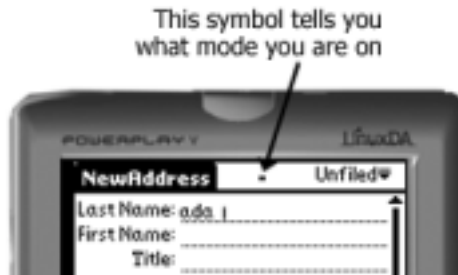 This symbol tells you
what mode you are on
POWERPLAY V
LinuxDA
NewAddress
Unfiled
Last Name: ada
First Name:
Title: